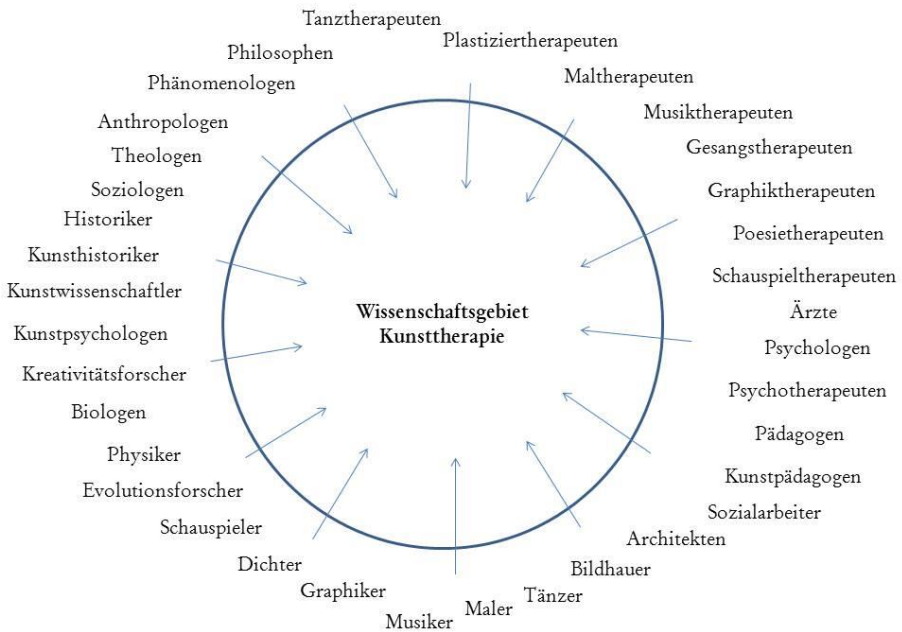 Tanztherapeuten
Plastiziertherapeuten
Maltherapeuten
Musiktherapeuten
Gesangstherapeuten
Graphiktherapeuten
Poesietherapeuten
Schauspieltherapeuten
Ärzte
Psychologen
Psychotherapeuten
Pädagogen
Kunstpädagogen
Sozialarbeiter
Architekten
Bildhauer
Tänzer
Maler
Musiker
Graphiker
Dichter
Schauspieler
Evolutionsforscher
Physiker
Biologen
Kreativitätsforscher
Kunstpsychologen
Kunstwissenschaftler
Kunsthistoriker
Historiker
Soziologen
Theologen
Anthropologen
Phänomenologen
Philosophen
Wissenschaftsgebiet
Kunsttherapie